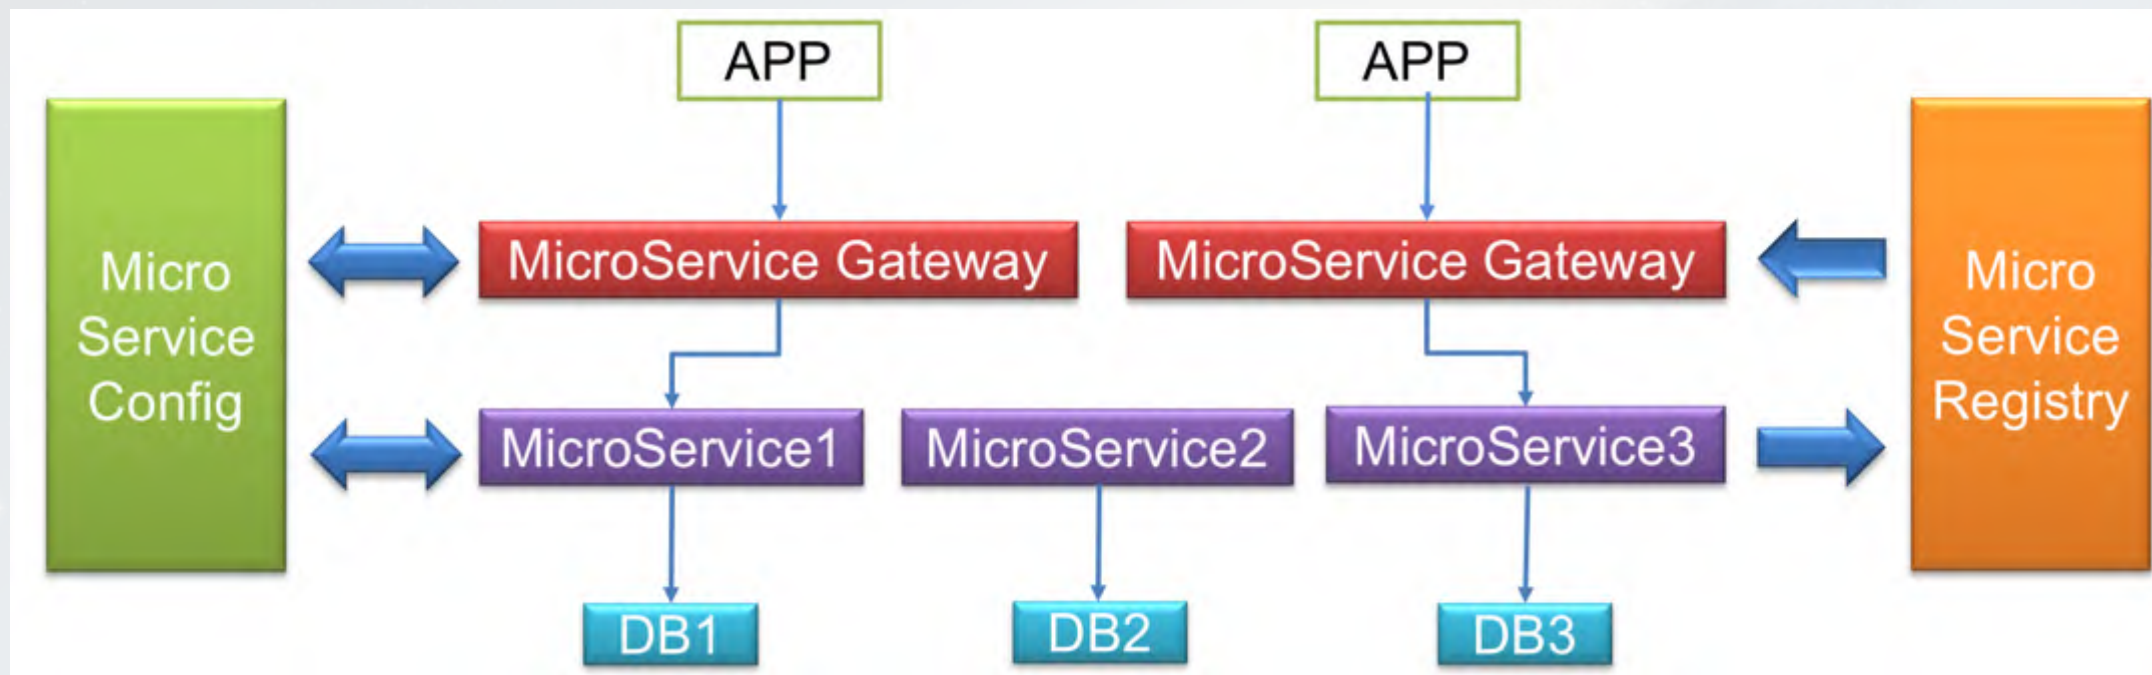 APP
APP
Micro
Service
Config
MicroService Gateway
MicroService Gateway
Micro
Service
Registry
MicroService1
MicroService2
MicroService3
DB1
DB2
DB3